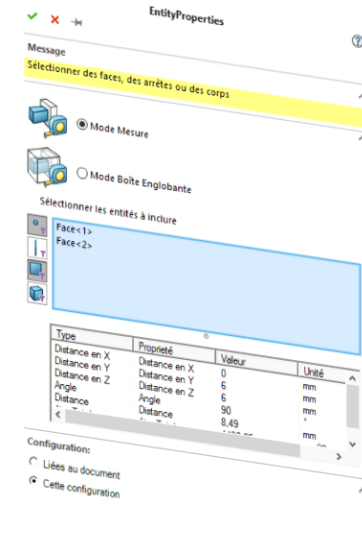 EntityProperties
Message
Sélectionner des faces, des arrêtes ou des corps
Mode Mesure
Mode Boîte Englobante
Sélectionner les entités à inclure
Face<1>
Face<2>
Type Propriété Valeur Unité
Distance en X Distance en X 0 mm
Distance en Y Distance en Y 6 mm
Distance en Z Distance en Z 6 mm
Angle Angle 90 °
Distance Distance 8,49 mm
Configuration:
Liées au document
Cette configuration